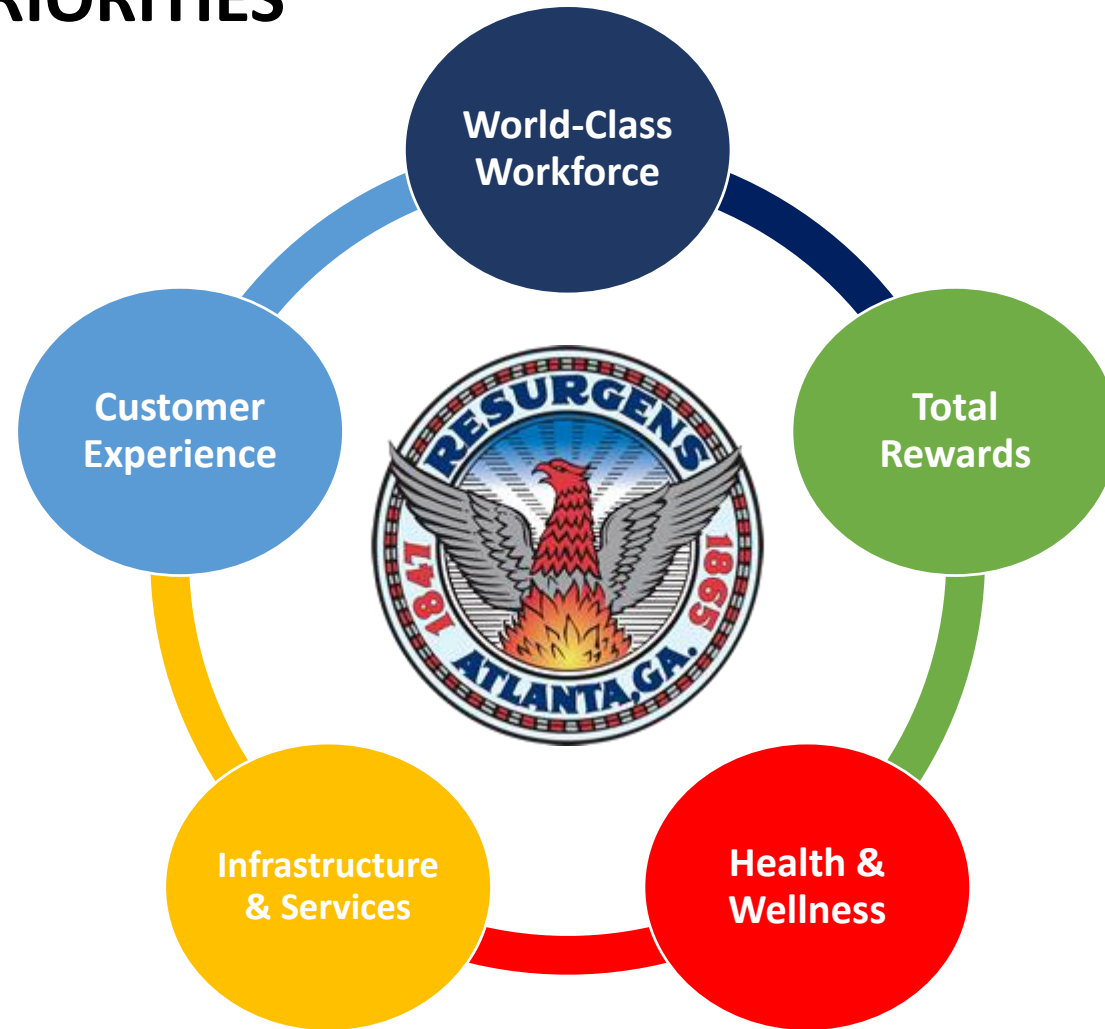 RIORITIES
World-Class
Workforce
Customer
Experience
Total
Rewards
RESURGENS
1847
1865
ATLANTA, GA.
Infrastructure
& Services
Health &
Wellness